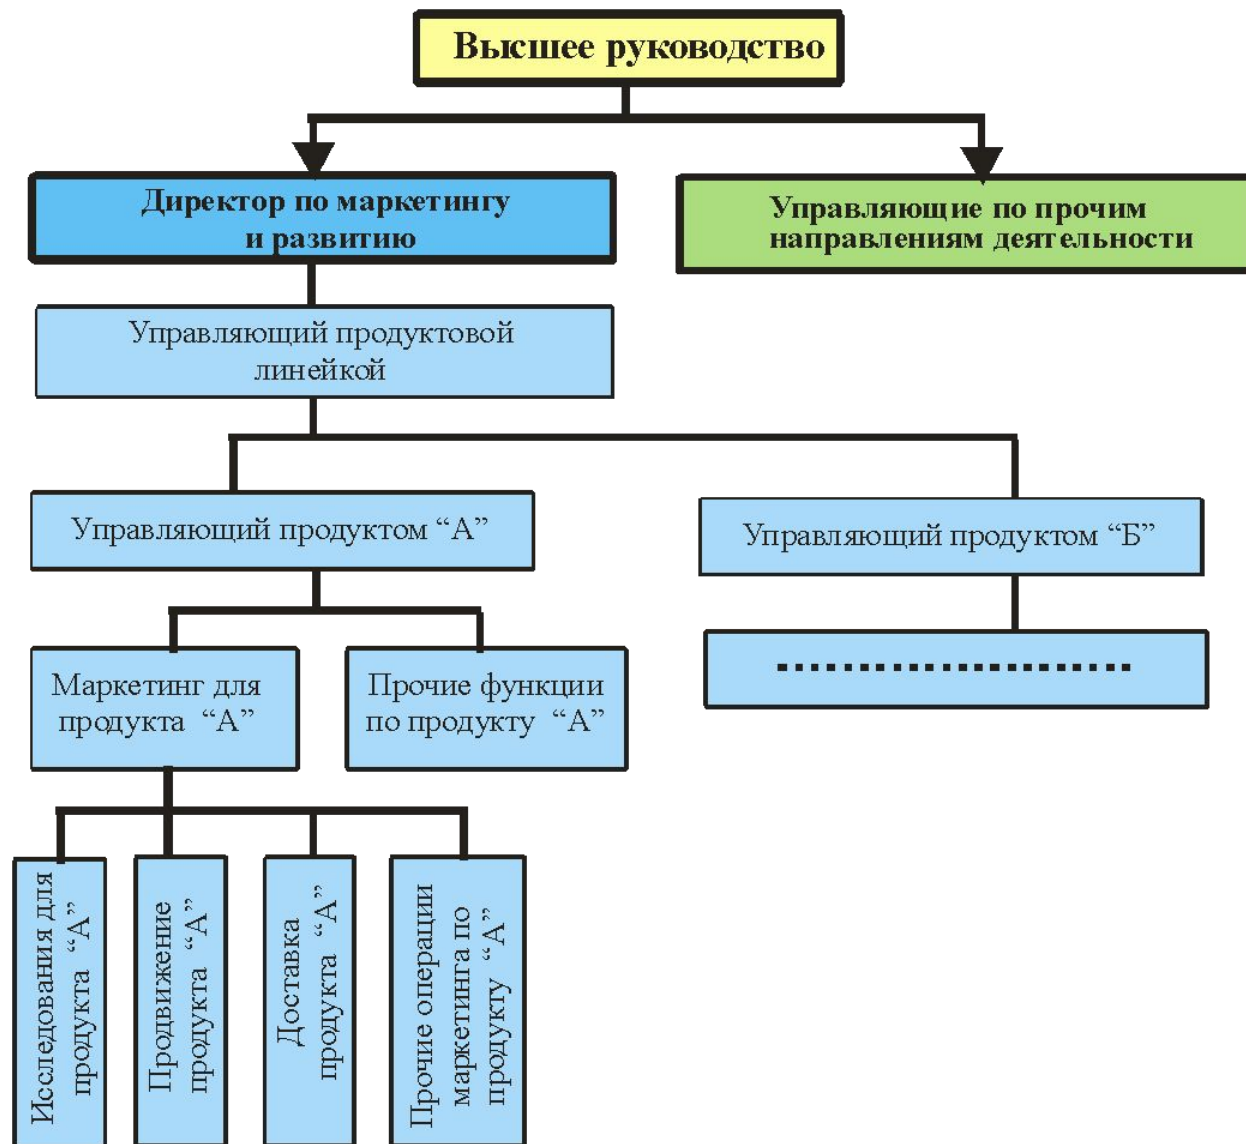 Высшее руководство
Директор по маркетингу
и развитию
Управляющие по прочим
направлениям деятельности
Управляющий продуктовой
линейкой
Управляющий продуктом “А”
Управляющий продуктом “Б”
Маркетинг для
продукта “А”
Прочие функции
по продукту “А”
Исследования для
продукта “А”
Продвижение
продукта “А”
Доставка
продукта “А”
Прочие операции
маркетинга по
продукту “А”